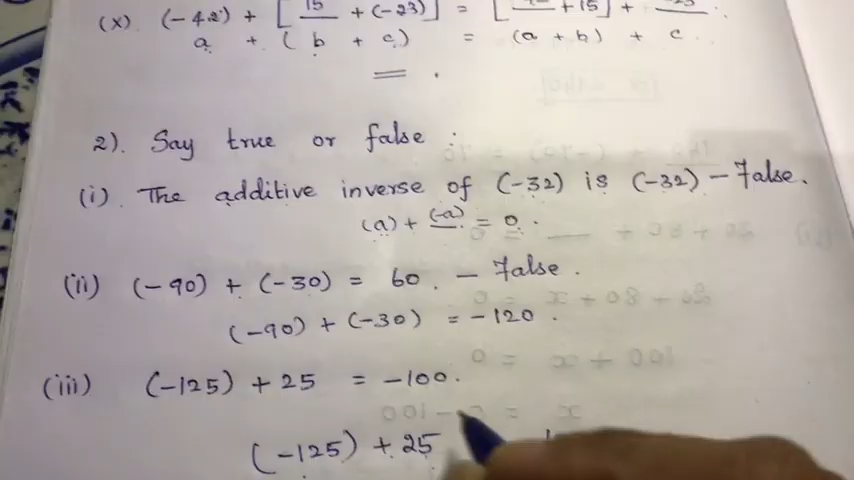 (x) (-42) + [ 15 + (-23)] = [ + 15] +
a + ( b + c ) = (a + b) + c
2). Say true or false :
(i) The additive inverse of (-32) is (-32) – False.
(a) + (-a) = 0.
(ii) (-90) + (-30) = 60. – False.
(-90) + (-30) = -120.
(iii) (-125) + 25 = -100.
(-125) + 25